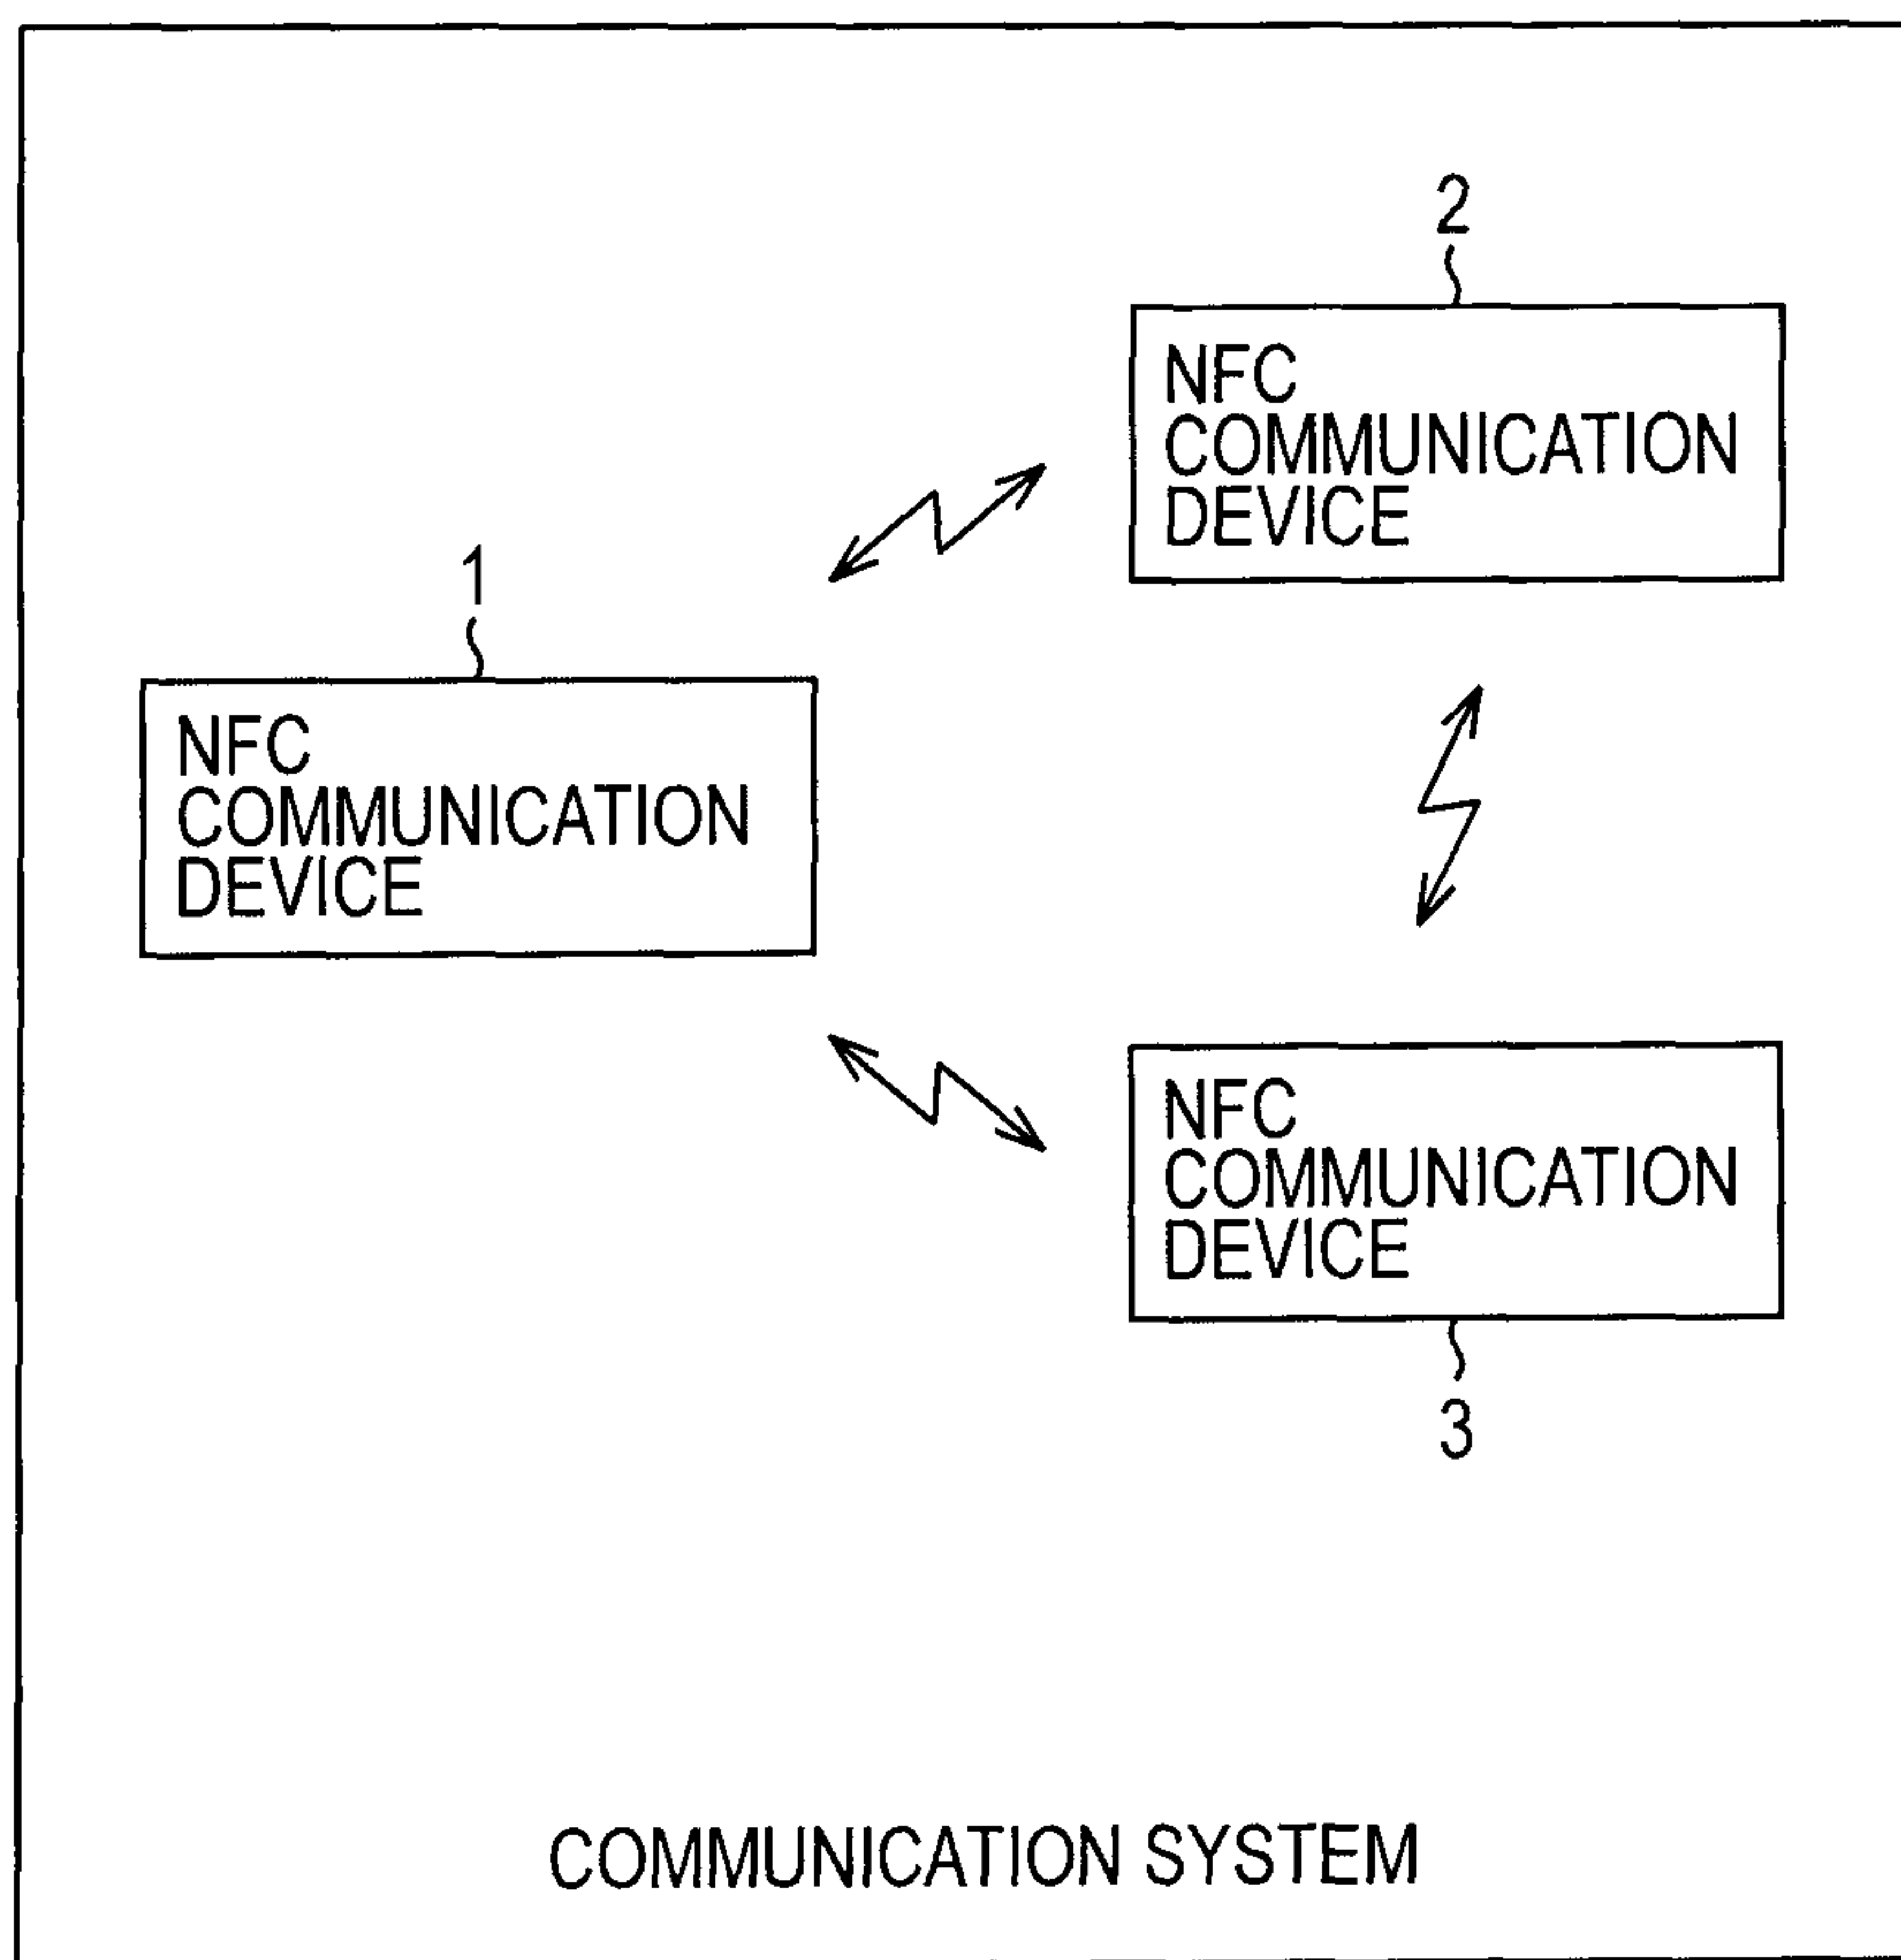 2
NFC
COMMUNICATION
DEVICE
1
NFC
COMMUNICATION
DEVICE
NFC
COMMUNICATION
DEVICE
3
COMMUNICATION SYSTEM